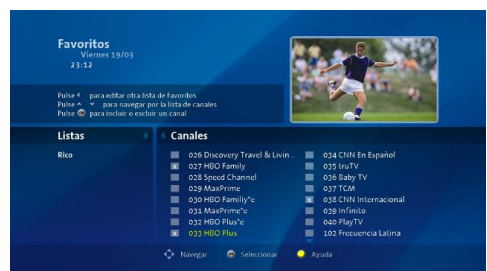 Favoritos
Viernes 19/03
23:12
Pulse para editar otra lista de favoritos
Pulse para navegar por la lista de canales
Pulse para incluir o excluir un canal
Listas
Canales
Rico
026 Discovery Travel & Livin...
027 HBO Family
028 Speed Channel
029 MaxPrime
030 HBO Familiy*e
031 MaxPrime*e
032 HBO Plus*e
033 HBO Plus
034 CNN En Español
035 truTV
036 Baby TV
037 TCM
038 CNN Internacional
039 Infinito
040 PlayTV
102 Frecuencia Latina
Navegar
Seleccionar
Ayuda